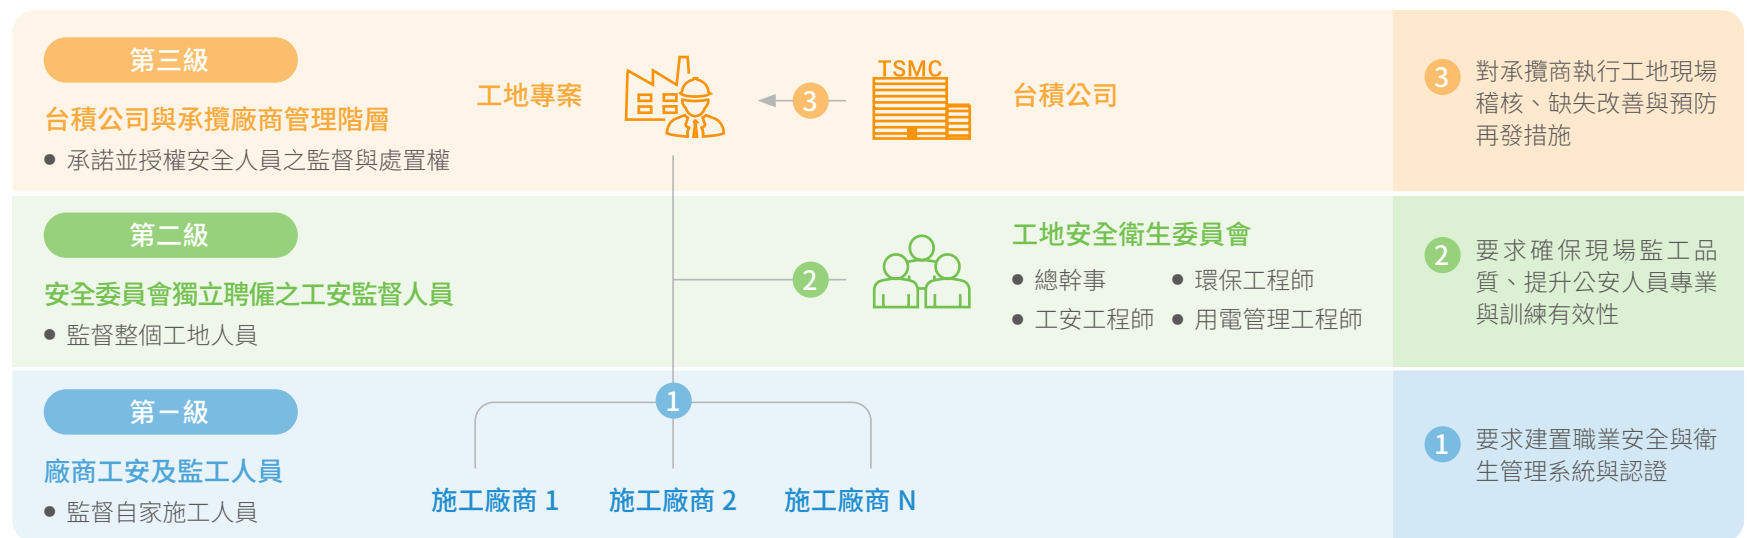 第三級
台積公司與承攬廠商管理階層
● 承諾並授權安全人員之監督與處置權
工地專案
3
TSMC
台積公司
3 對承攬商執行工地現場
稽核、缺失改善與預防
再發措施
第二級
安全委員會獨立聘僱之工安監督人員
● 監督整個工地人員
2
工地安全衛生委員會
● 總幹事 ● 環保工程師
● 工安工程師 ● 用電管理工程師
2 要求確保現場監工品
質、提升公安人員專業
與訓練有效性
第一級
廠商工安及監工人員
● 監督自家施工人員
1
施工廠商 1 施工廠商 2 施工廠商 N
1 要求建置職業安全與衛
生管理系統與認證